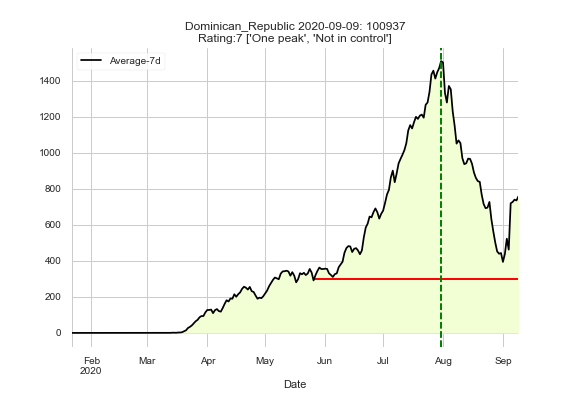 Dominican_Republic 2020-09-09: 100937
Rating:7 ['One peak', 'Not in control']
Average-7d
1400
1200
1000
800
600
400
200
0
Feb Mar Apr May Jun Jul Aug Sep
2020
Date